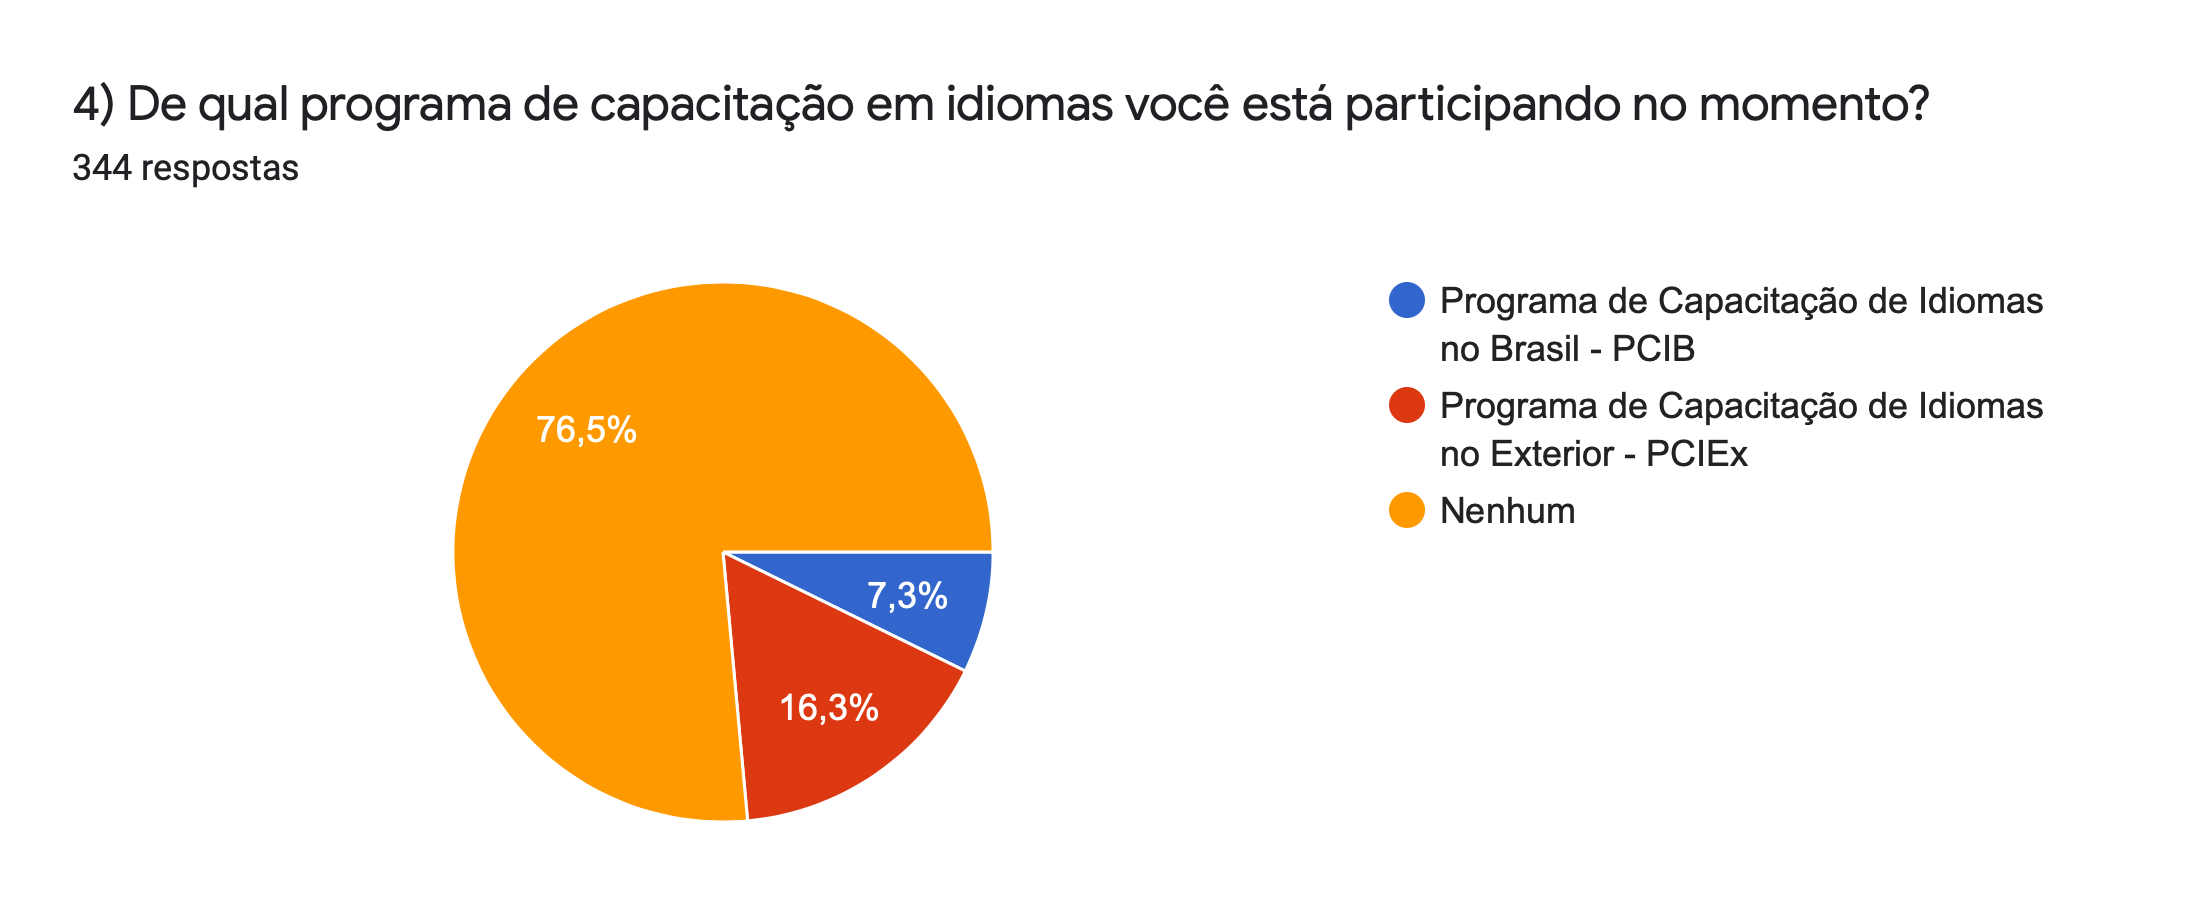 4) De qual programa de capacitação em idiomas você está participando no momento?
344 respostas
76,5%
7,3%
16,3%
Programa de Capacitação de Idiomas
no Brasil - PCIB
Programa de Capacitação de Idiomas
no Exterior - PCIEx
Nenhum